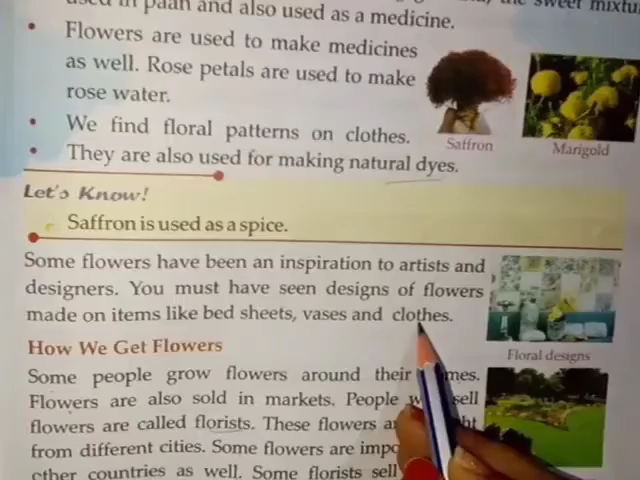 used in paan and also used as a medicine.
the sweet
• Flowers are used to make medicines
as well. Rose petals are used to make
rose water.
• We find floral patterns on clothes.
• They are also used for making natural dyes.
Saffron
Marigold
Let's Know!
Saffron is used as a spice.
Some flowers have been an inspiration to artists and
designers. You must have seen designs of flowers
made on items like bed sheets, vases and clothes.
Floral designs
How We Get Flowers
Some people grow flowers around their
Flowers are also sold in markets. People sell
flowers are called florists. These flowers
from different cities. Some flowers are
other countries as well. Some florists sell